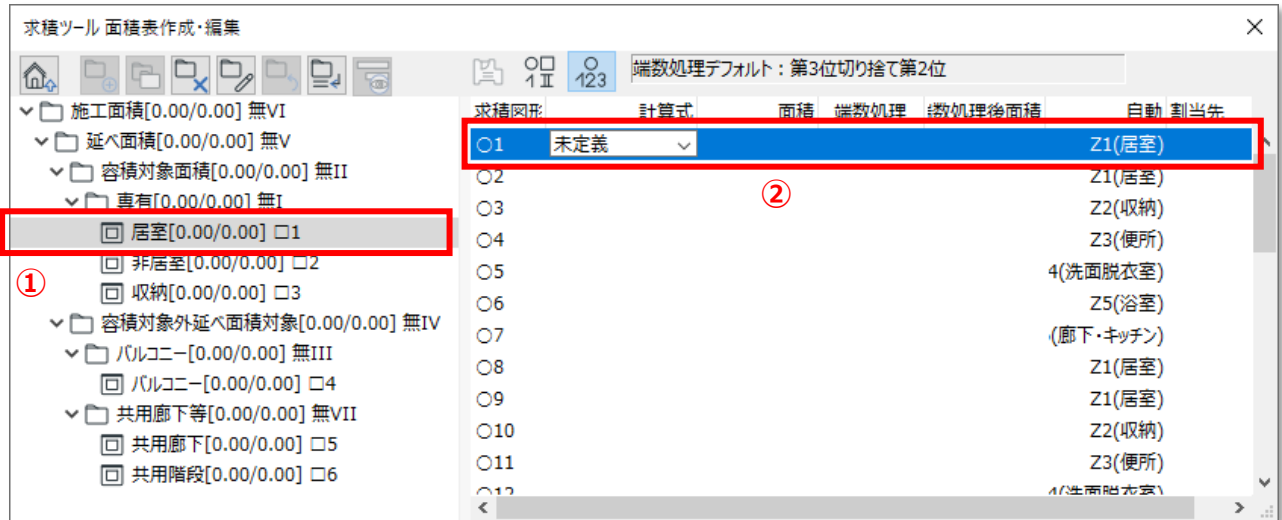 求積ツール 面積表作成・編集
端数処理デフォルト：第3位切り捨て第2位
123
施工面積[0.00/0.00] 無VI
延べ面積[0.00/0.00] 無V
容積対象面積[0.00/0.00] 無II
専有[0.00/0.00] 無I
居室[0.00/0.00] □1
非居室[0.00/0.00] □2
収納[0.00/0.00] □3
容積対象外延べ面積対象[0.00/0.00] 無IV
バルコニー[0.00/0.00] 無III
バルコニー[0.00/0.00] □4
共用廊下等[0.00/0.00] 無VII
共用廊下[0.00/0.00] □5
共用階段[0.00/0.00] □6
①
求積図形 計算式 面積 端数処理 数処理後面積 自動 割当先
○1 未定義 Z1(居室)
○2 Z1(居室)
②
○3 Z2(収納)
○4 Z3(便所)
○5 4(洗面脱衣室)
○6 Z5(浴室)
○7 (廊下・キッチン)
○8 Z1(居室)
○9 Z1(居室)
○10 Z2(収納)
○11 Z3(便所)
○12 4(洗面脱衣室)